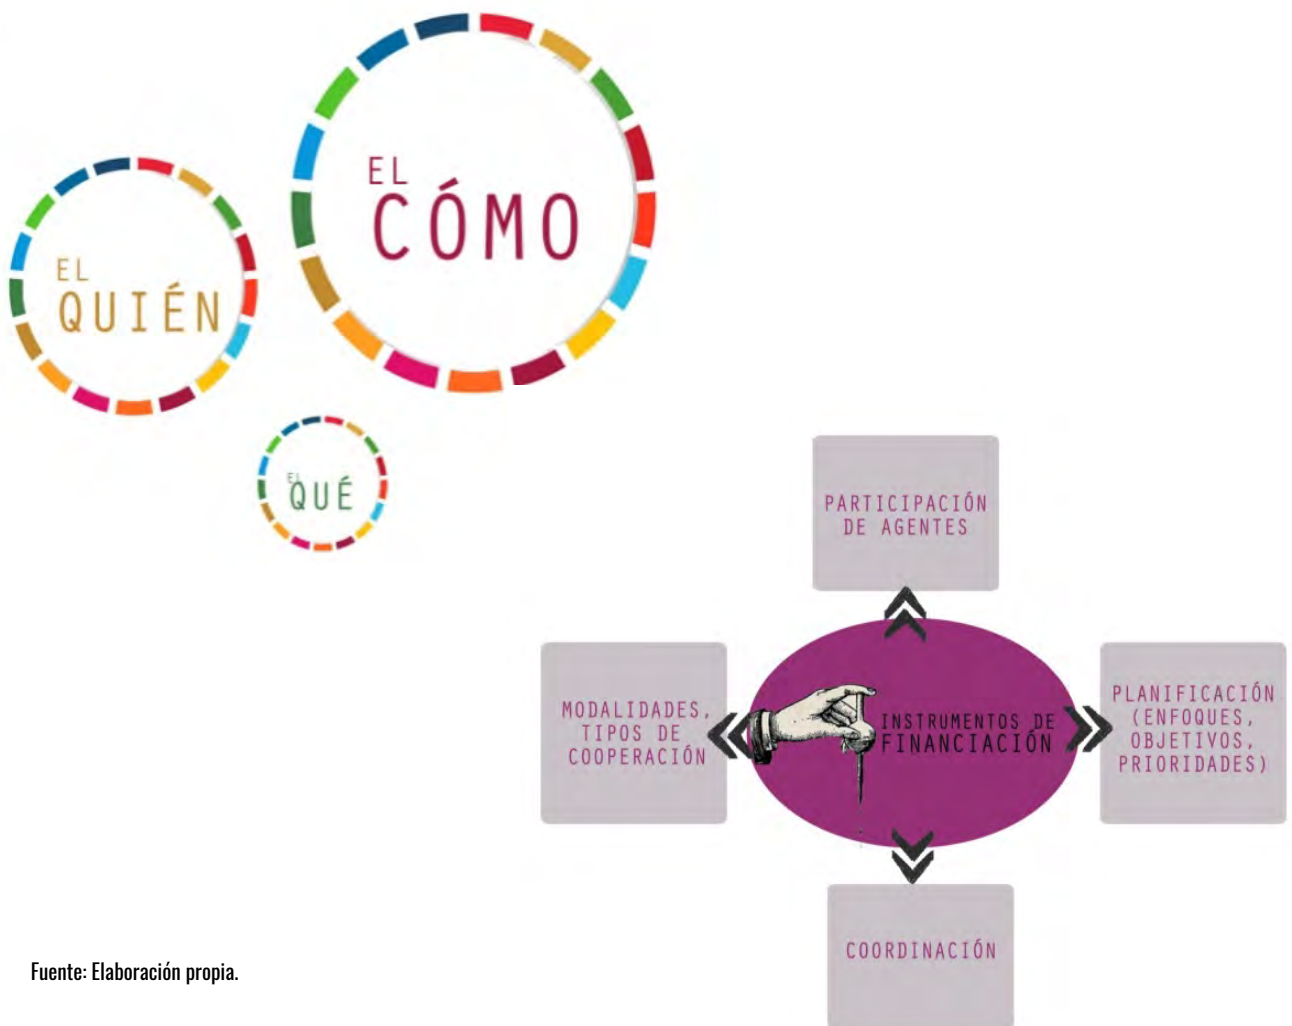 EL
CÓMO
EL
QUIÉN
EL
QUÉ
PARTICIPACIÓN
DE AGENTES
MODALIDADES,
TIPOS DE
COOPERACIÓN
INSTRUMENTOS DE
FINANCIACIÓN
PLANIFICACIÓN
(ENFOQUES,
OBJETIVOS,
PRIORIDADES)
COORDINACIÓN
Fuente: Elaboración propia.